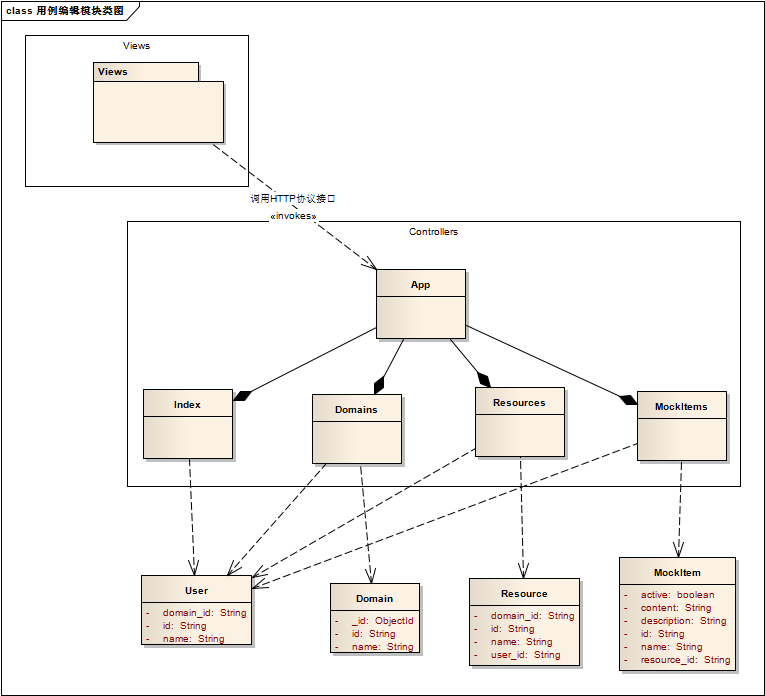 class 用例编辑模块类图
Views
Views
调用HTTP协议接口
«invokes»
Controllers
App
Index
Domains
Resources
MockItems
User
- domain_id: String
- id: String
- name: String
Domain
- _id: ObjectId
- id: String
- name: String
Resource
- domain_id: String
- id: String
- name: String
- user_id: String
MockItem
- active: boolean
- content: String
- description: String
- id: String
- name: String
- resource_id: String